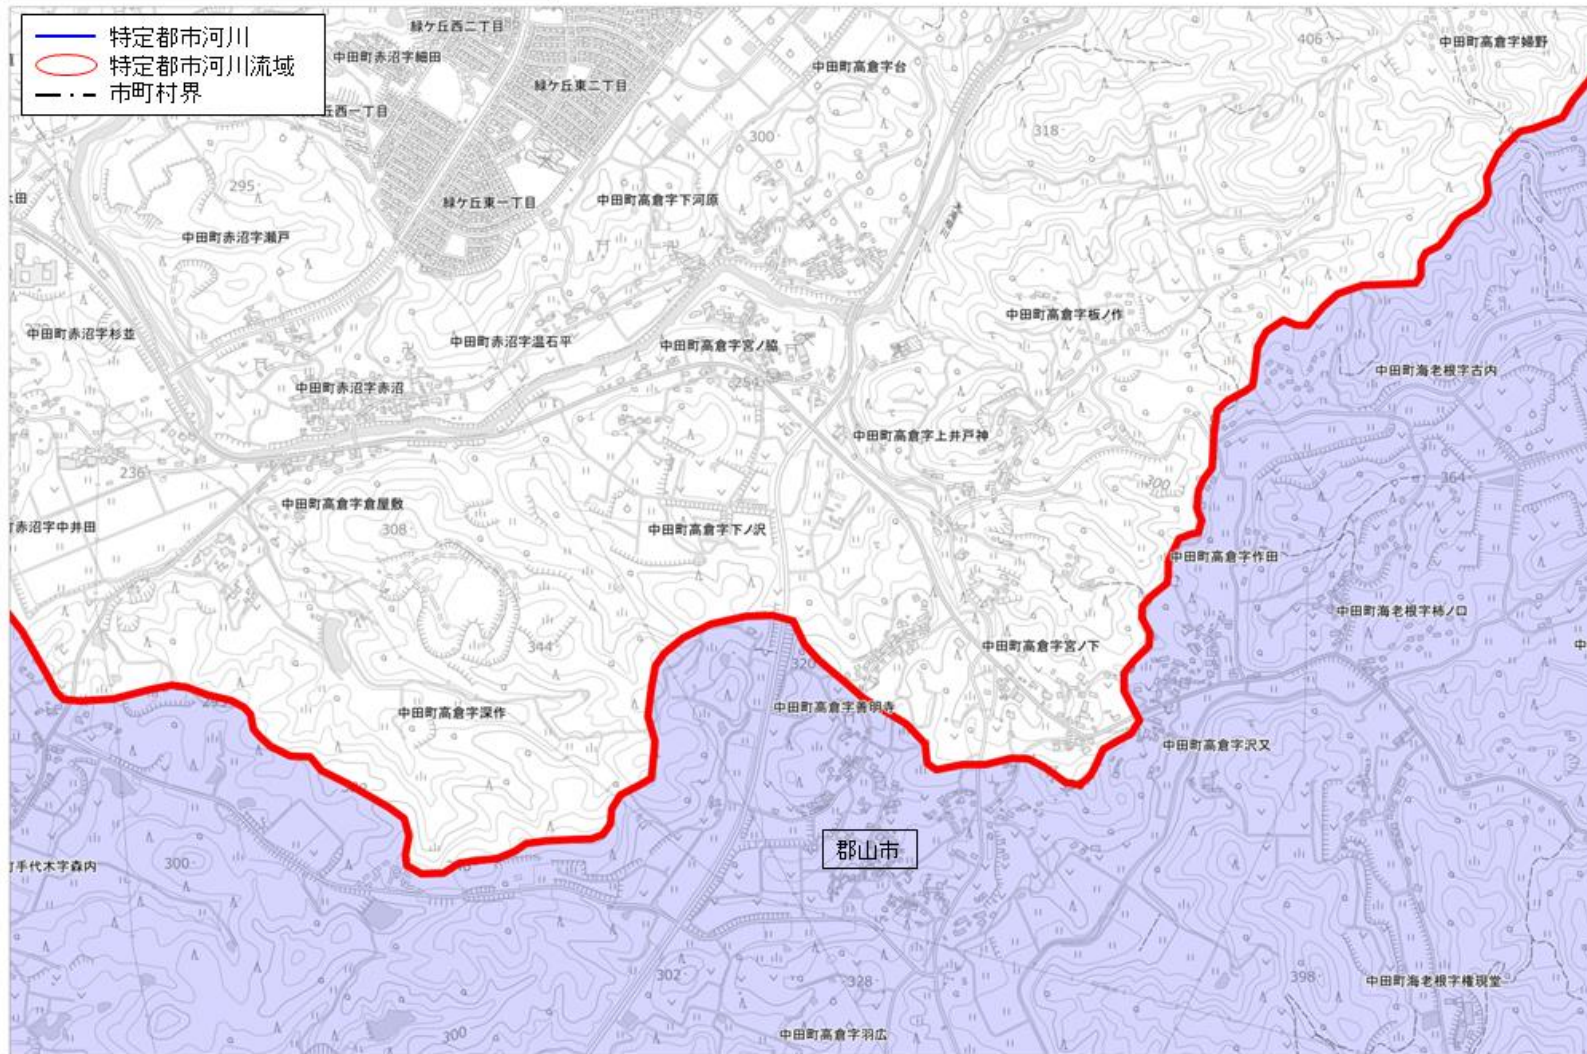 特定都市河川
特定都市河川流域
市町村界
緑ケ丘西二丁目
中田町高倉字婦野
406
中田町赤沼字細田
中田町高倉字台
緑ケ丘東二丁目
丘西一丁目
300
318
295
緑ケ丘東一丁目
中田町高倉字下河原
中田町赤沼字瀬戸
中田町高倉字板ノ作
中田町赤沼字杉並
中田町赤沼字温石平
中田町高倉字宮ノ脇
中田町海老根字古内
中田町赤沼字赤沼
中田町高倉字上井戸神
236
364
300
中田町高倉字倉屋敷
赤沼字中井田
308
中田町高倉字下ノ沢
中田町高倉字作田
中田町海老根字柿ノ口
344
中田町高倉字宮ノ下
中
320
中田町高倉字深作
中田町高倉字善明寺
中田町高倉字沢又
郡山市
300
手代木字森内
302
328
398
中田町海老根字権現堂
300
中田町高倉字羽広